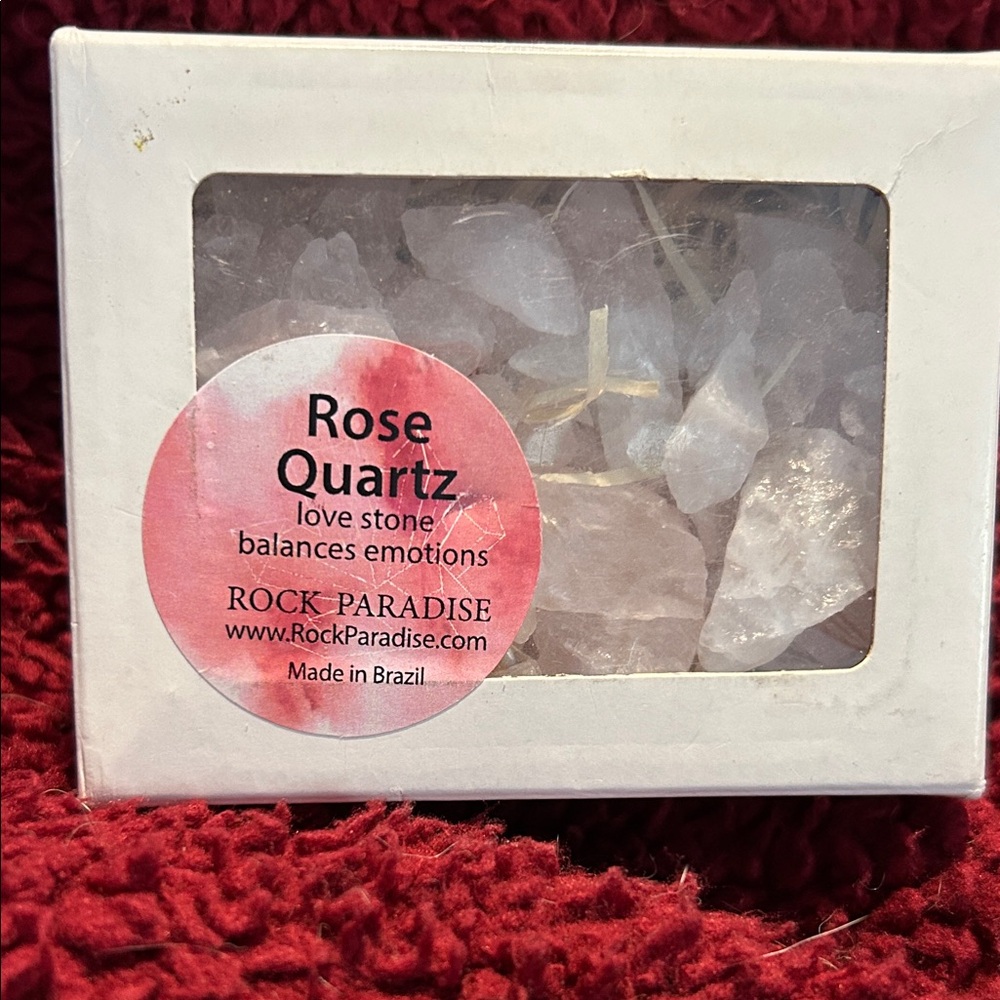 Rose
Quartz
love stone
balances emotions
ROCK PARADISE
www.RockParadise.com
Made in Brazil